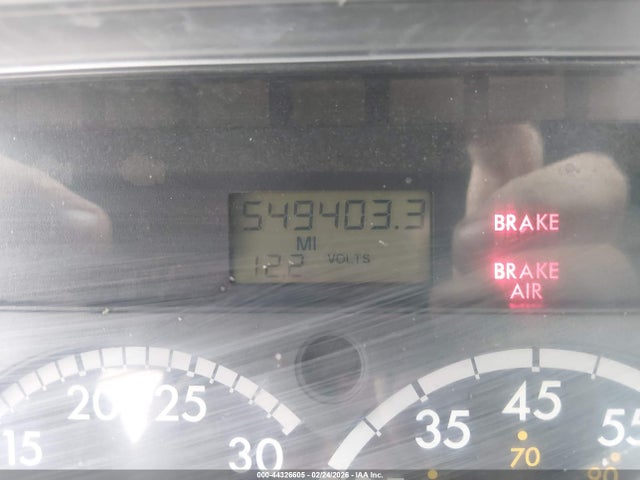 549403.3
MI
12.2 VOLTS
BRAKE
BRAKE
AIR
15 20 25 30
35 45 55
70 90
000-44326605 - 02/24/2026 - IAA Inc.